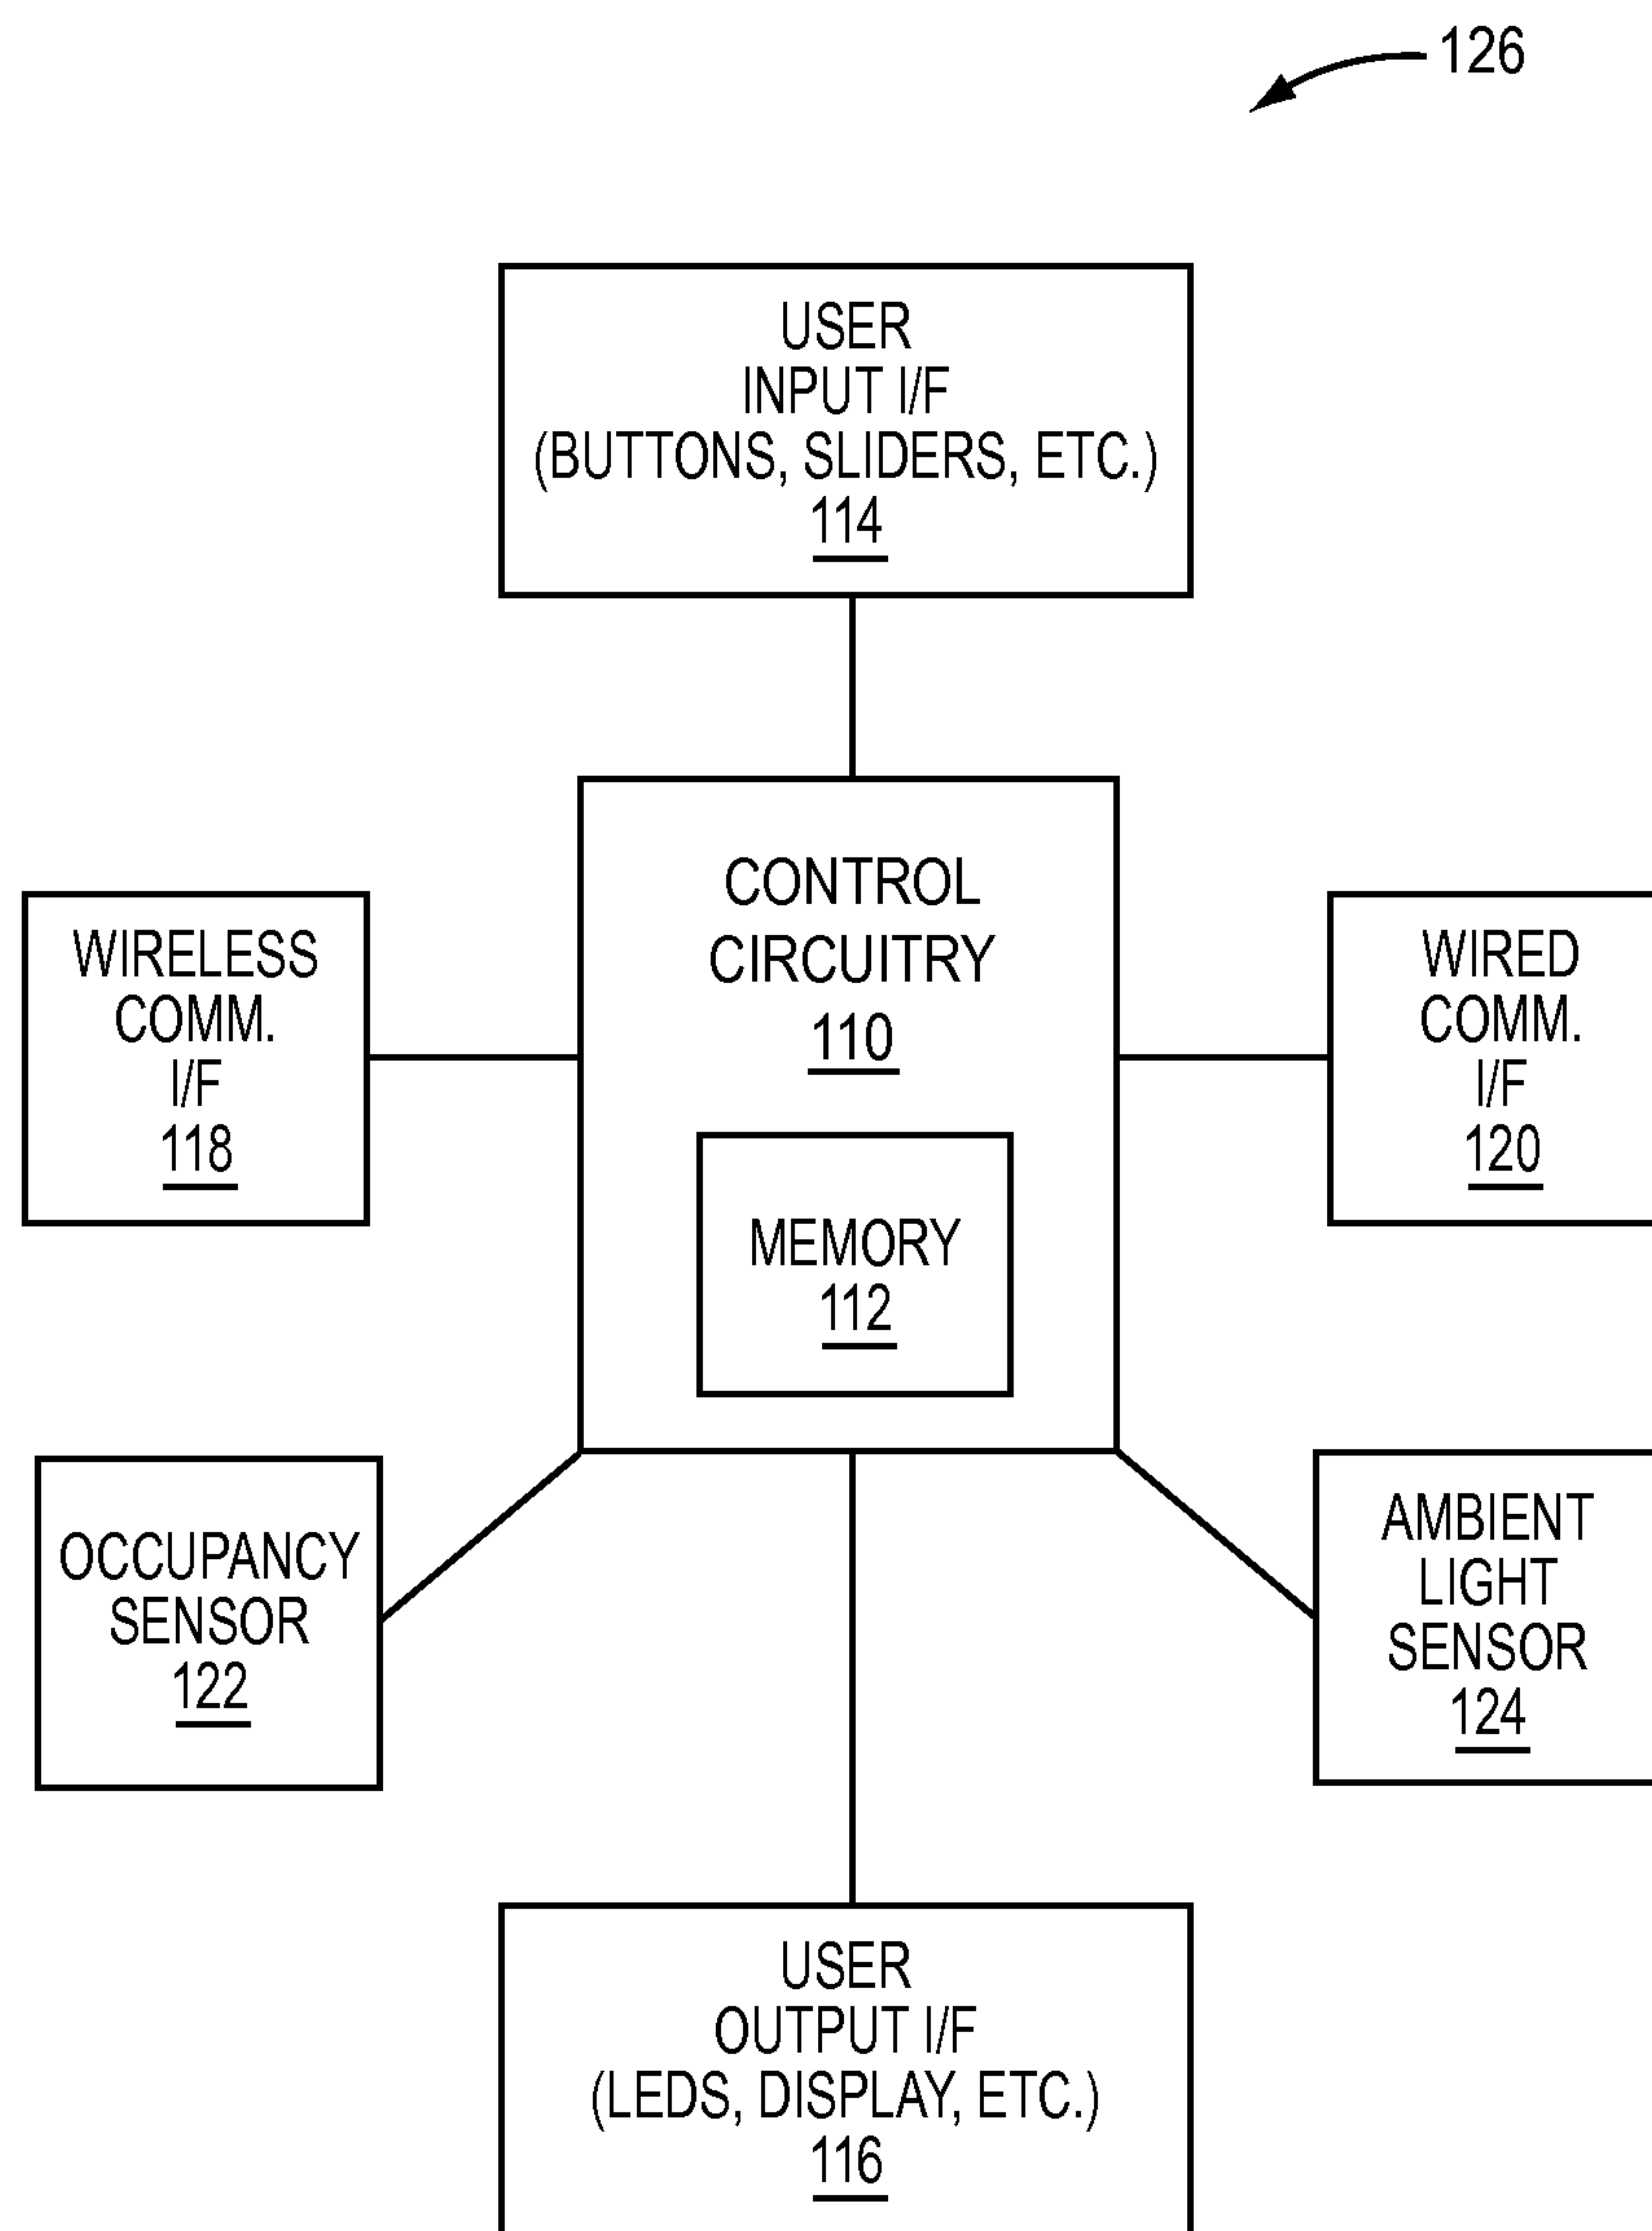 126
USER
INPUT I/F
(BUTTONS, SLIDERS, ETC.)
114
CONTROL
CIRCUITRY
110
WIRELESS
COMM.
I/F
118
WIRED
COMM.
I/F
120
MEMORY
112
OCCUPANCY
SENSOR
122
AMBIENT
LIGHT
SENSOR
124
USER
OUTPUT I/F
(LEDS, DISPLAY, ETC.)
116